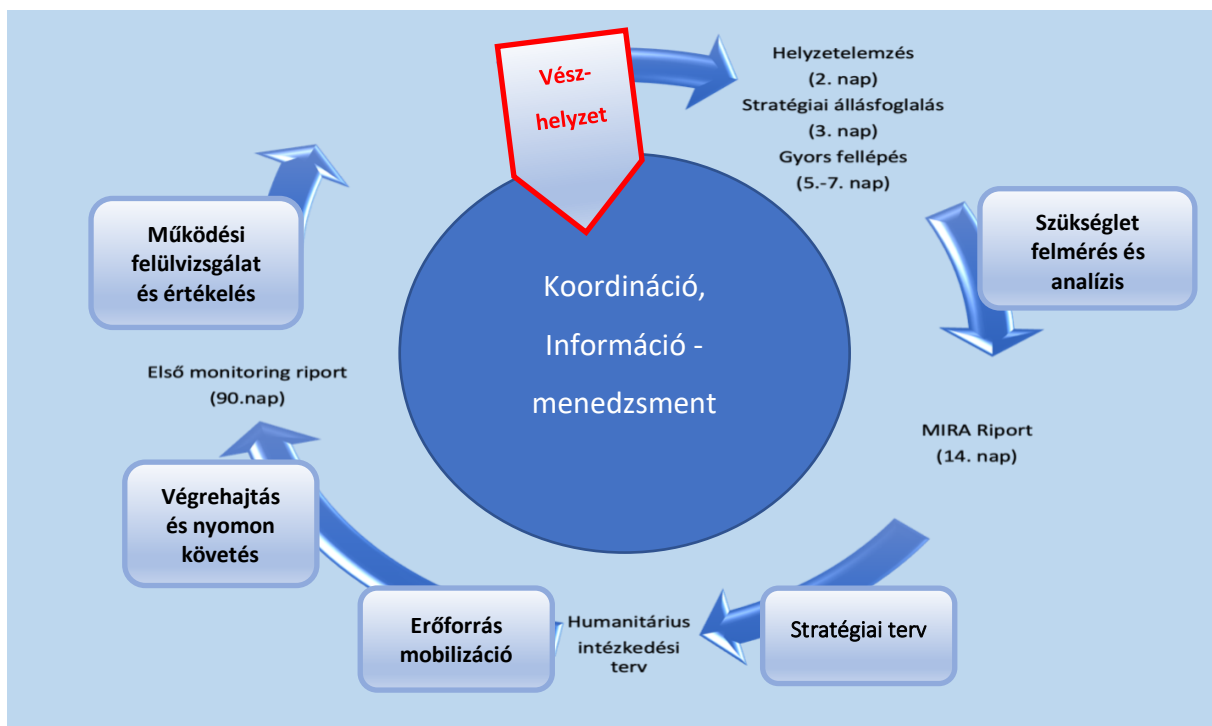 Vész-
helyzet
Helyzetelemzés
(2. nap)
Stratégiai állásfoglalás
(3. nap)
Gyors fellépés
(5.-7. nap)
Szükséglet
felmérés és
analízis
MIRA Riport
(14. nap)
Stratégiai terv
Humanitárius
intézkedési
terv
Erőforrás
mobilizáció
Végrehajtás
és nyomon
követés
Első monitoring riport
(90.nap)
Működési
felülvizsgálat
és értékelés
Koordináció,
Információ -
menedzsment